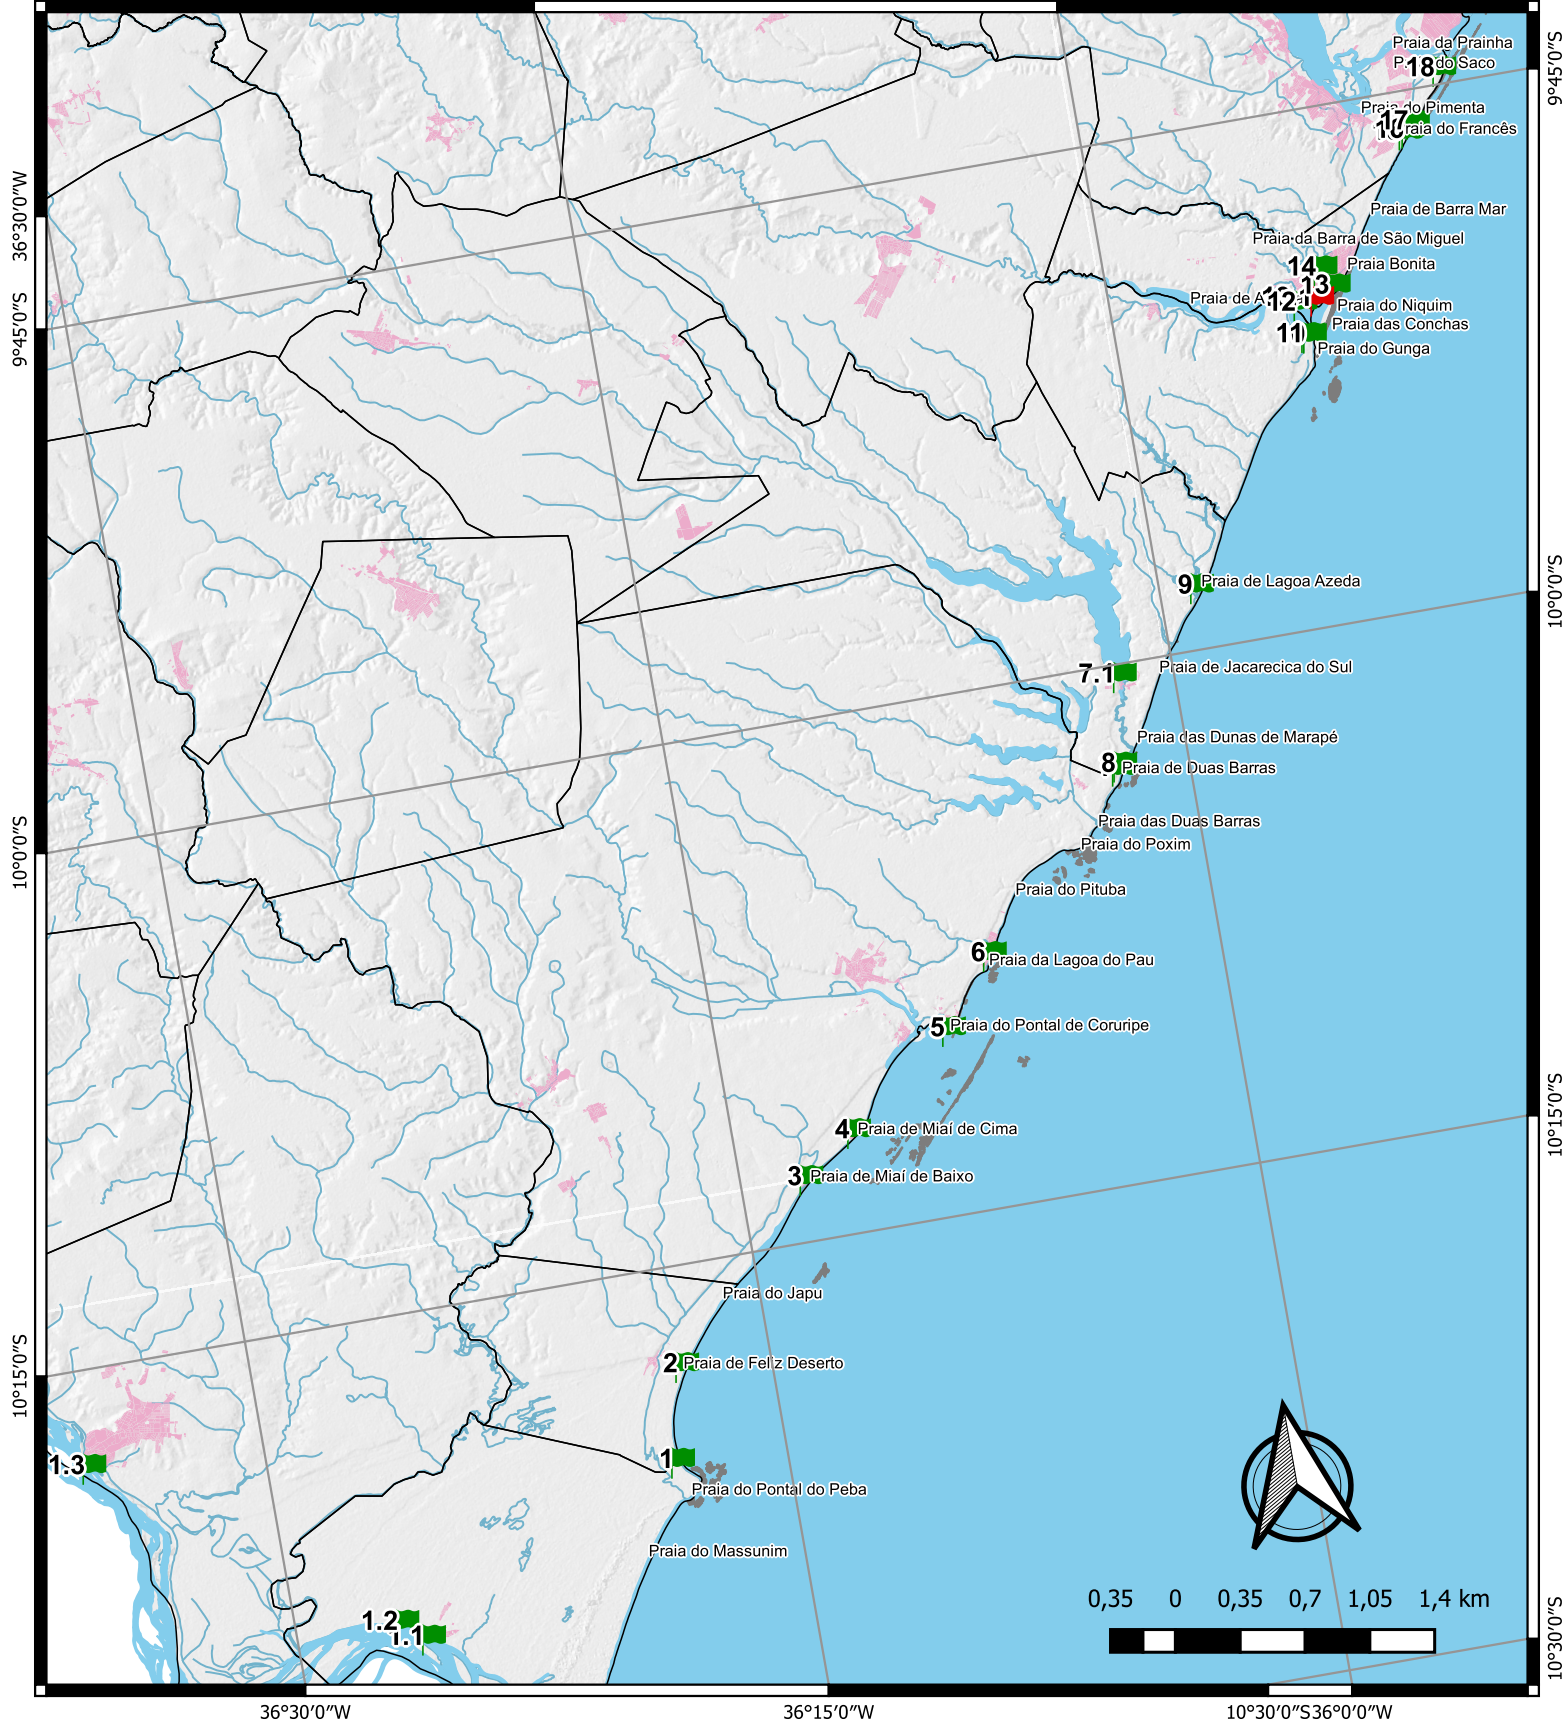 Praia da Prainha
18
do Saco
9°45'0"S
Praia do Pimenta
17
Praia do Francês
36°30'0"W
Praia de Barra Mar
Praia da Barra de São Miguel
14
Praia Bonita
13
12
Praia do Niquim
9°45'0"S
Praia das Conchas
11
Praia do Gunga
9
Praia de Lagoa Azeda
10°0'0"S
7.1
Praia de Jacarecica do Sul
Praia das Dunas de Marapé
8
Praia de Duas Barras
Praia das Duas Barras
Praia do Poxim
10°0'0"S
Praia do Pituba
6
Praia da Lagoa do Pau
5
Praia do Pontal de Coruripe
10°15'0"S
4
Praia de Miaí de Cima
3
Praia de Miaí de Baixo
Praia do Japu
2
Praia de Feliz Deserto
10°15'0"S
1
1.3
Praia do Pontal do Peba
Praia do Massunim
0,35 0 0,35 0,7 1,05 1,4 km
1.2
1.1
10°30'0"S
36°30'0"W
36°15'0"W
10°30'0"S
36°0'0"W